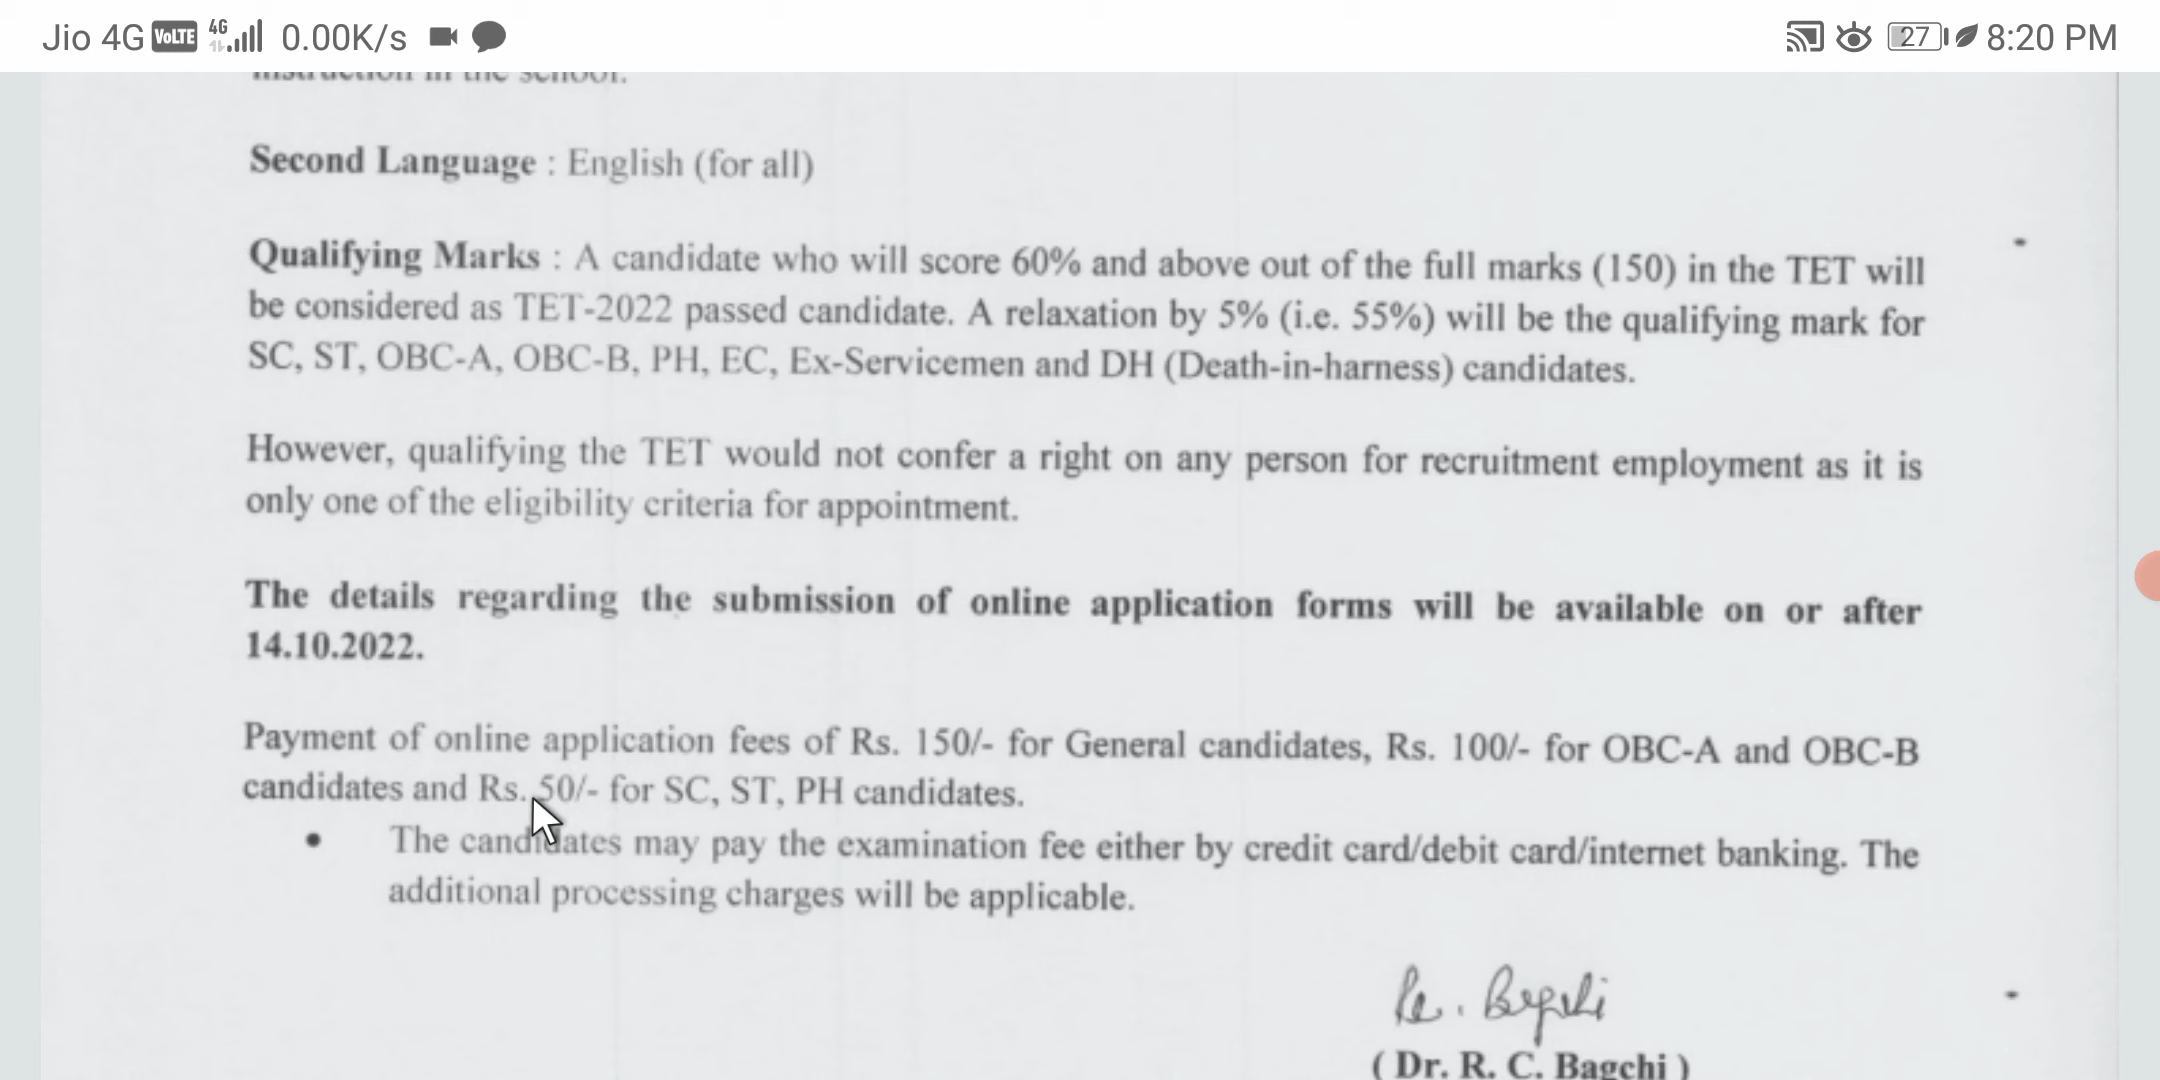 Jio 4G VoLTE 4G 0.00K/s 27 8:20 PM
instruction in the school.
Second Language : English (for all)
Qualifying Marks : A candidate who will score 60% and above out of the full marks (150) in the TET will
be considered as TET-2022 passed candidate. A relaxation by 5% (i.e. 55%) will be the qualifying mark for
SC, ST, OBC-A, OBC-B, PH, EC, Ex-Servicemen and DH (Death-in-harness) candidates.
However, qualifying the TET would not confer a right on any person for recruitment employment as it is
only one of the eligibility criteria for appointment.
The details regarding the submission of online application forms will be available on or after
14.10.2022.
Payment of online application fees of Rs. 150/- for General candidates, Rs. 100/- for OBC-A and OBC-B
candidates and Rs. 50/- for SC, ST, PH candidates.
• The candidates may pay the examination fee either by credit card/debit card/internet banking. The
additional processing charges will be applicable.
( Dr. R. C. Bagchi )